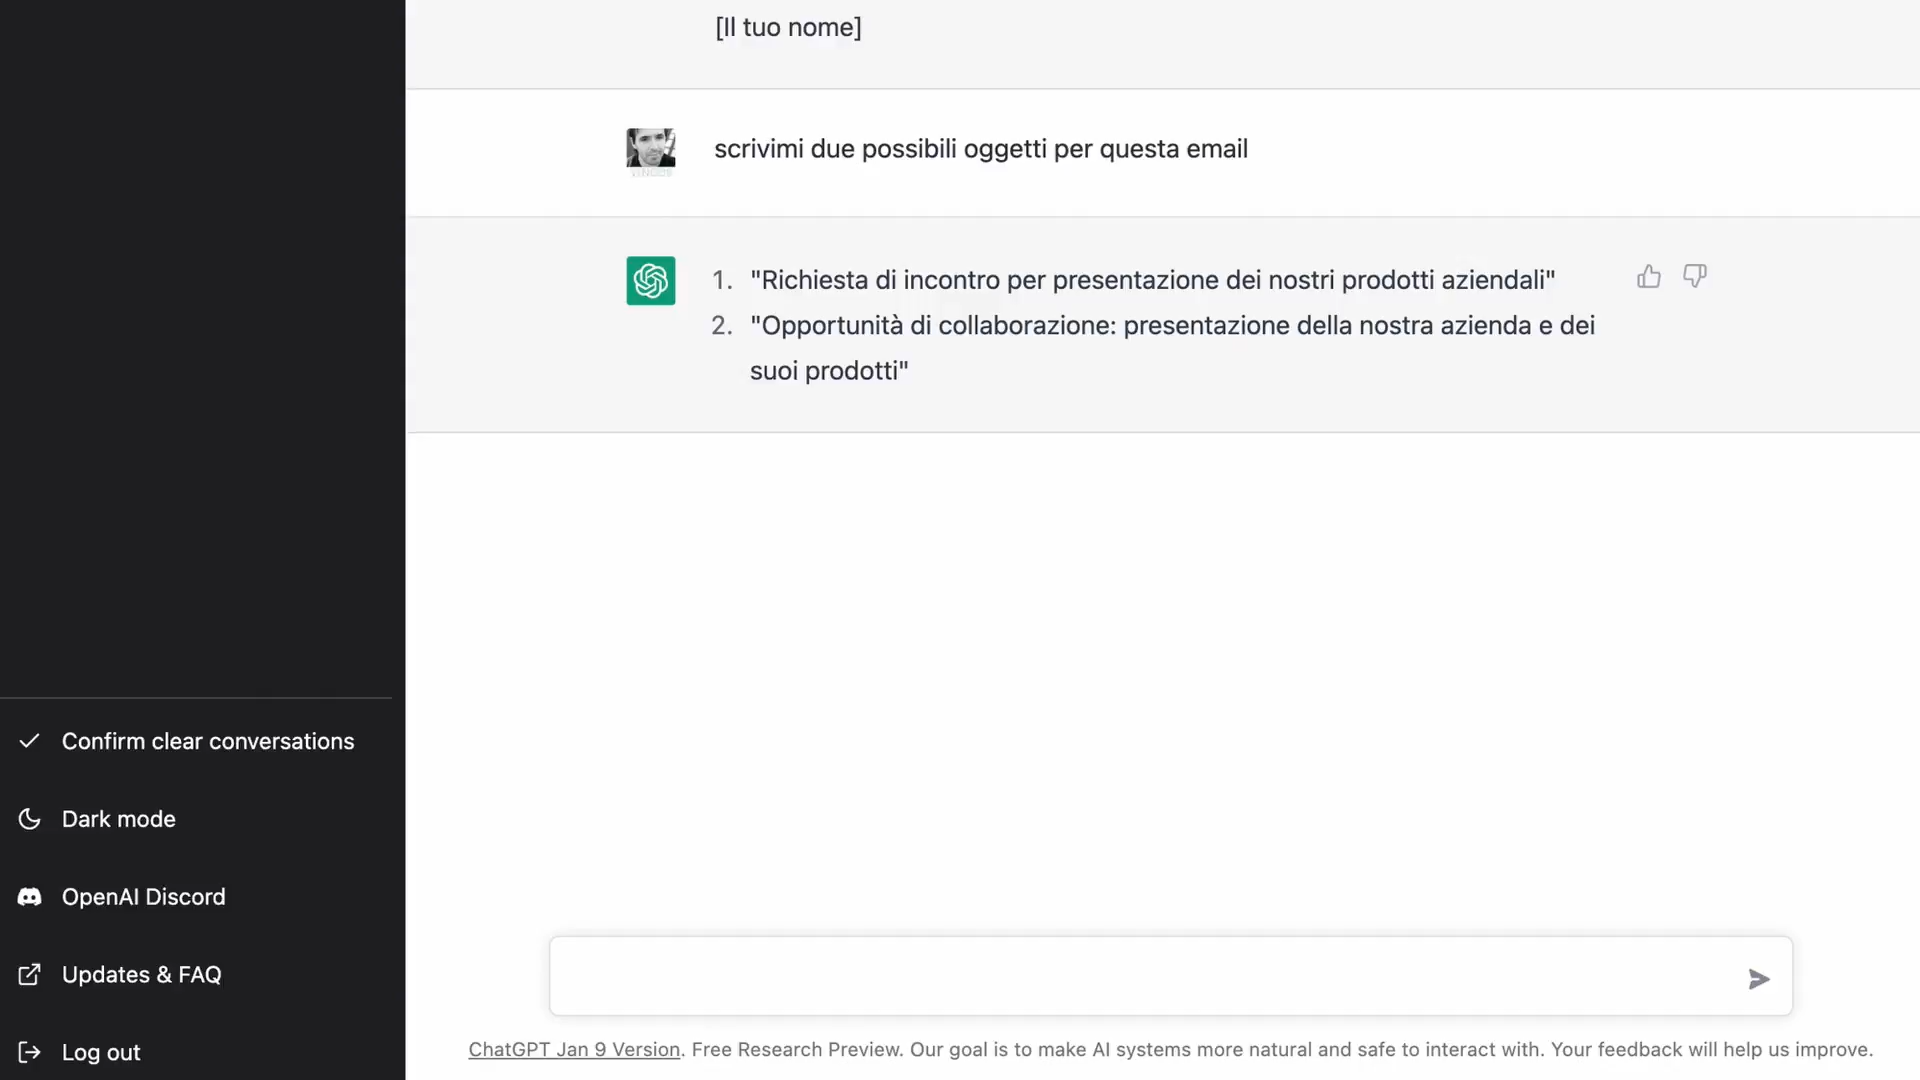 [Il tuo nome]
scrivimi due possibili oggetti per questa email
1. "Richiesta di incontro per presentazione dei nostri prodotti aziendali"
2. "Opportunità di collaborazione: presentazione della nostra azienda e dei
suoi prodotti"
Confirm clear conversations
Dark mode
OpenAI Discord
Updates & FAQ
Log out
ChatGPT Jan 9 Version. Free Research Preview. Our goal is to make AI systems more natural and safe to interact with. Your feedback will help us improve.